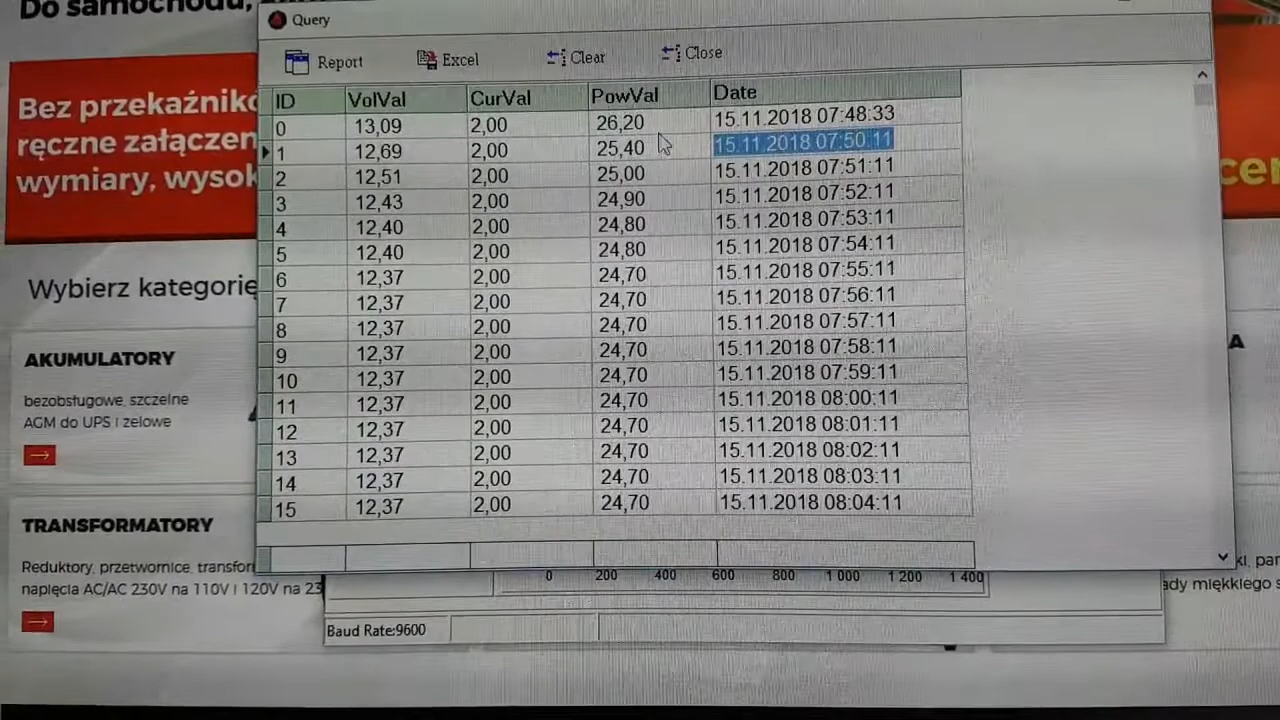 Do samochodu,
Query
Report Excel Clear Close
Bez przekaźnikó
ręczne załączen
wymiary, wysok
ID VolVal CurVal PowVal Date
0 13,09 2,00 26,20 15.11.2018 07:48:33
1 12,69 2,00 25,40 15.11.2018 07:50:11
2 12,51 2,00 25,00 15.11.2018 07:51:11
3 12,43 2,00 24,90 15.11.2018 07:52:11
4 12,40 2,00 24,80 15.11.2018 07:53:11
5 12,40 2,00 24,80 15.11.2018 07:54:11
6 12,37 2,00 24,70 15.11.2018 07:55:11
7 12,37 2,00 24,70 15.11.2018 07:56:11
8 12,37 2,00 24,70 15.11.2018 07:57:11
9 12,37 2,00 24,70 15.11.2018 07:58:11
10 12,37 2,00 24,70 15.11.2018 07:59:11
11 12,37 2,00 24,70 15.11.2018 08:00:11
12 12,37 2,00 24,70 15.11.2018 08:01:11
13 12,37 2,00 24,70 15.11.2018 08:02:11
14 12,37 2,00 24,70 15.11.2018 08:03:11
15 12,37 2,00 24,70 15.11.2018 08:04:11
cer
Wybierz kategorię
AKUMULATORY
bezobsługowe, szczelne
AGM do UPS i żelowe
A
TRANSFORMATORY
Reduktory, przetwornice, transfor
napięcia AC/AC 230V na 110V i 120V na 23
0 200 400 600 800 1 000 1 200 1 400
Baud Rate:9600
ki, par
ady miękkiego s